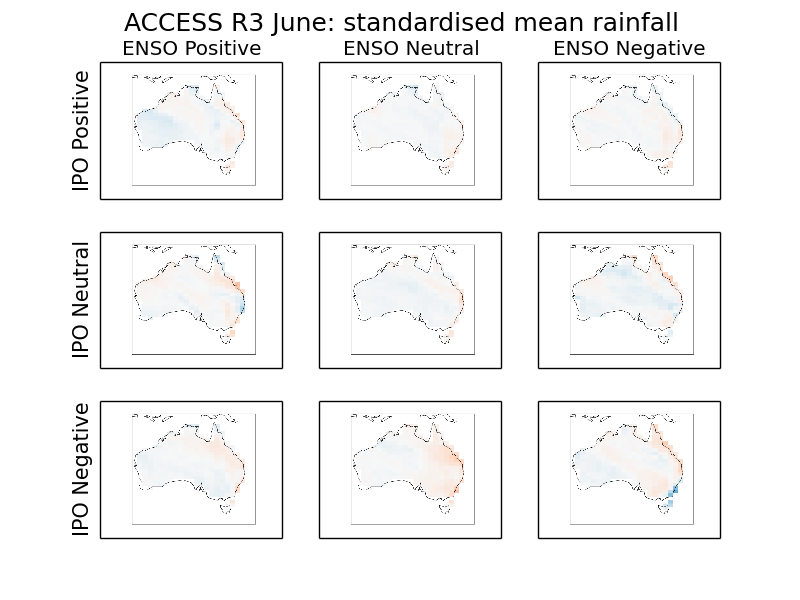 ACCESS R3 June: standardised mean rainfall
ENSO Positive
ENSO Neutral
ENSO Negative
IPO Positive
IPO Neutral
IPO Negative